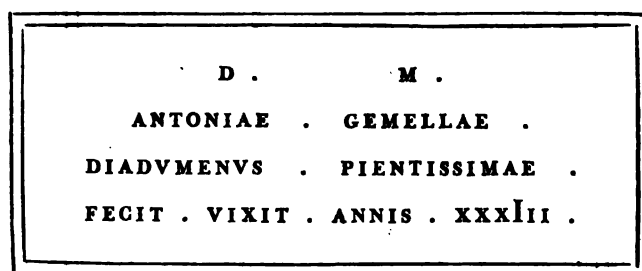 D . M .
ANTONIAE . GEMELLAE .
DIADVMENVS . PIENTISSIMAE .
FECIT . VIXIT . ANNIS . XXXIII .